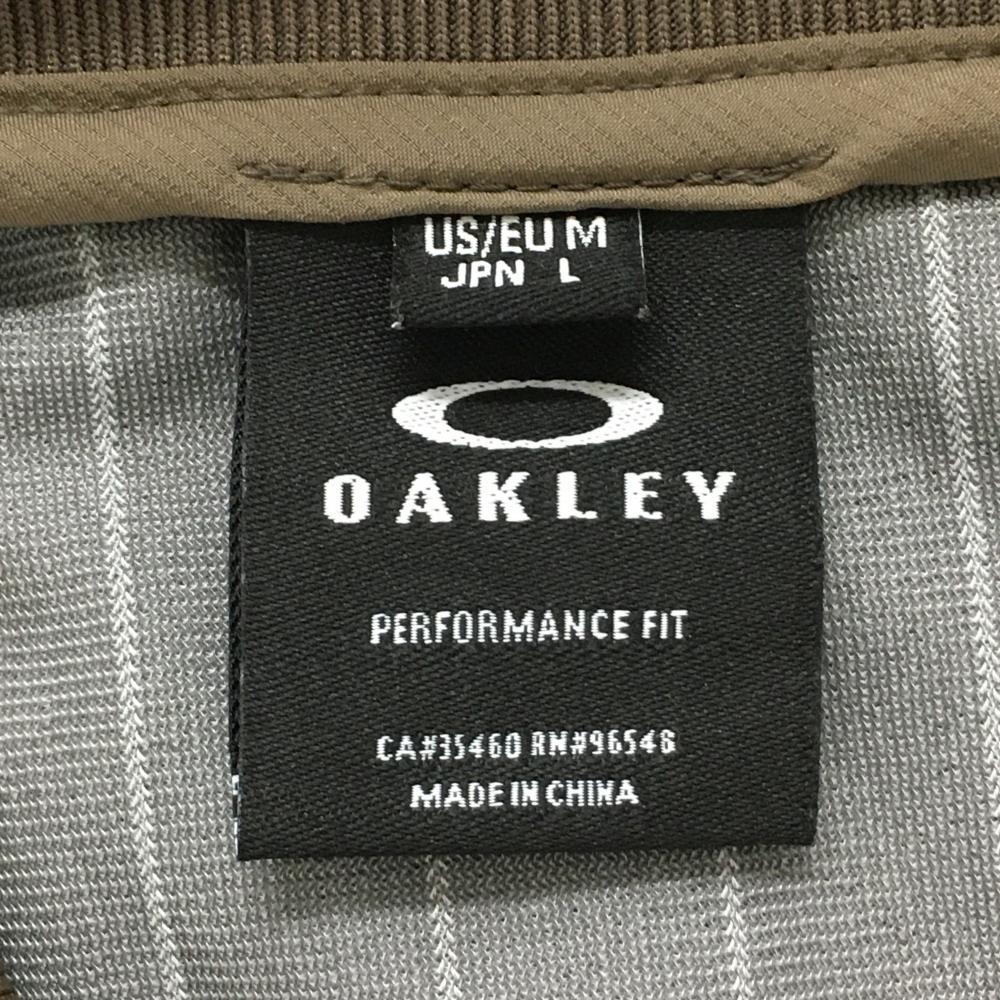 US/EU M
JPN L
OAKLEY
PERFORMANCE FIT
CA#35460 RN#96548
MADE IN CHINA